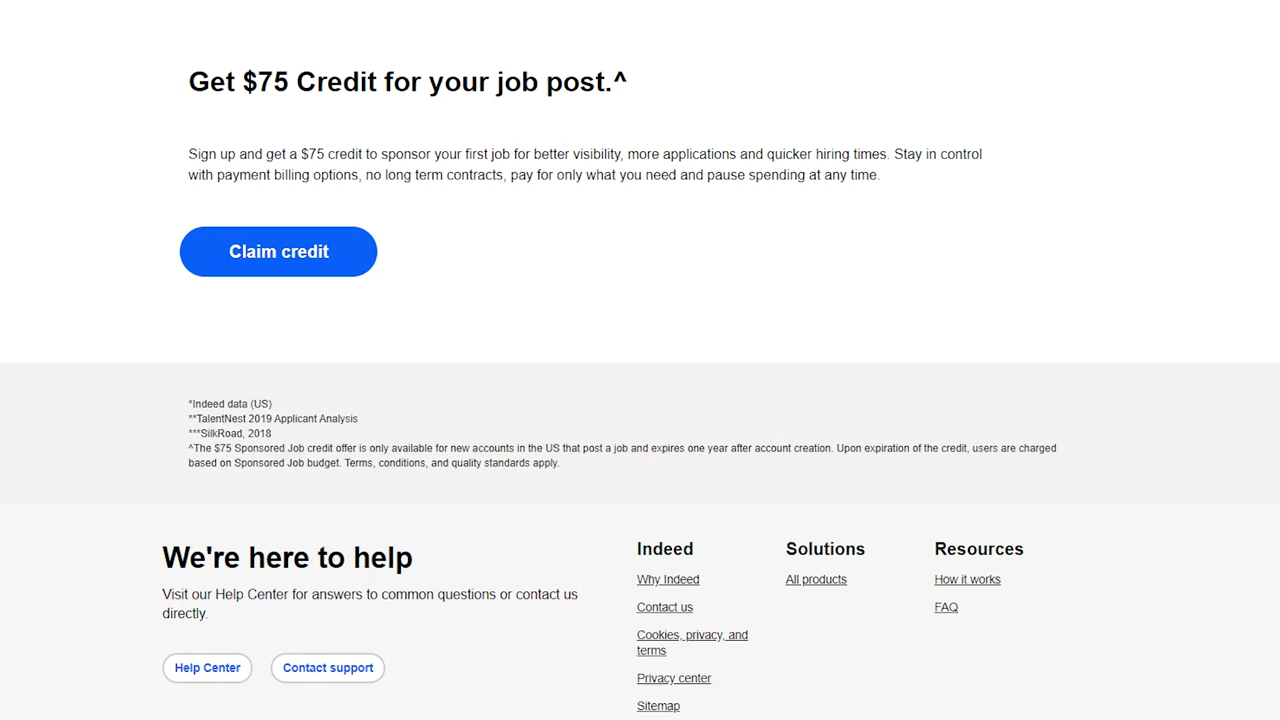 Get $75 Credit for your job post.^
Sign up and get a $75 credit to sponsor your first job for better visibility, more applications and quicker hiring times. Stay in control
with payment billing options, no long term contracts, pay for only what you need and pause spending at any time.
Claim credit
*Indeed data (US)
**TalentNest 2019 Applicant Analysis
***SilkRoad, 2018
^The $75 Sponsored Job credit offer is only available for new accounts in the US that post a job and expires one year after account creation. Upon expiration of the credit, users are charged
based on Sponsored Job budget. Terms, conditions, and quality standards apply.
We're here to help
Visit our Help Center for answers to common questions or contact us
directly.
Help Center
Contact support
Indeed
Why Indeed
Contact us
Cookies, privacy, and
terms
Privacy center
Sitemap
Solutions
All products
Resources
How it works
FAQ